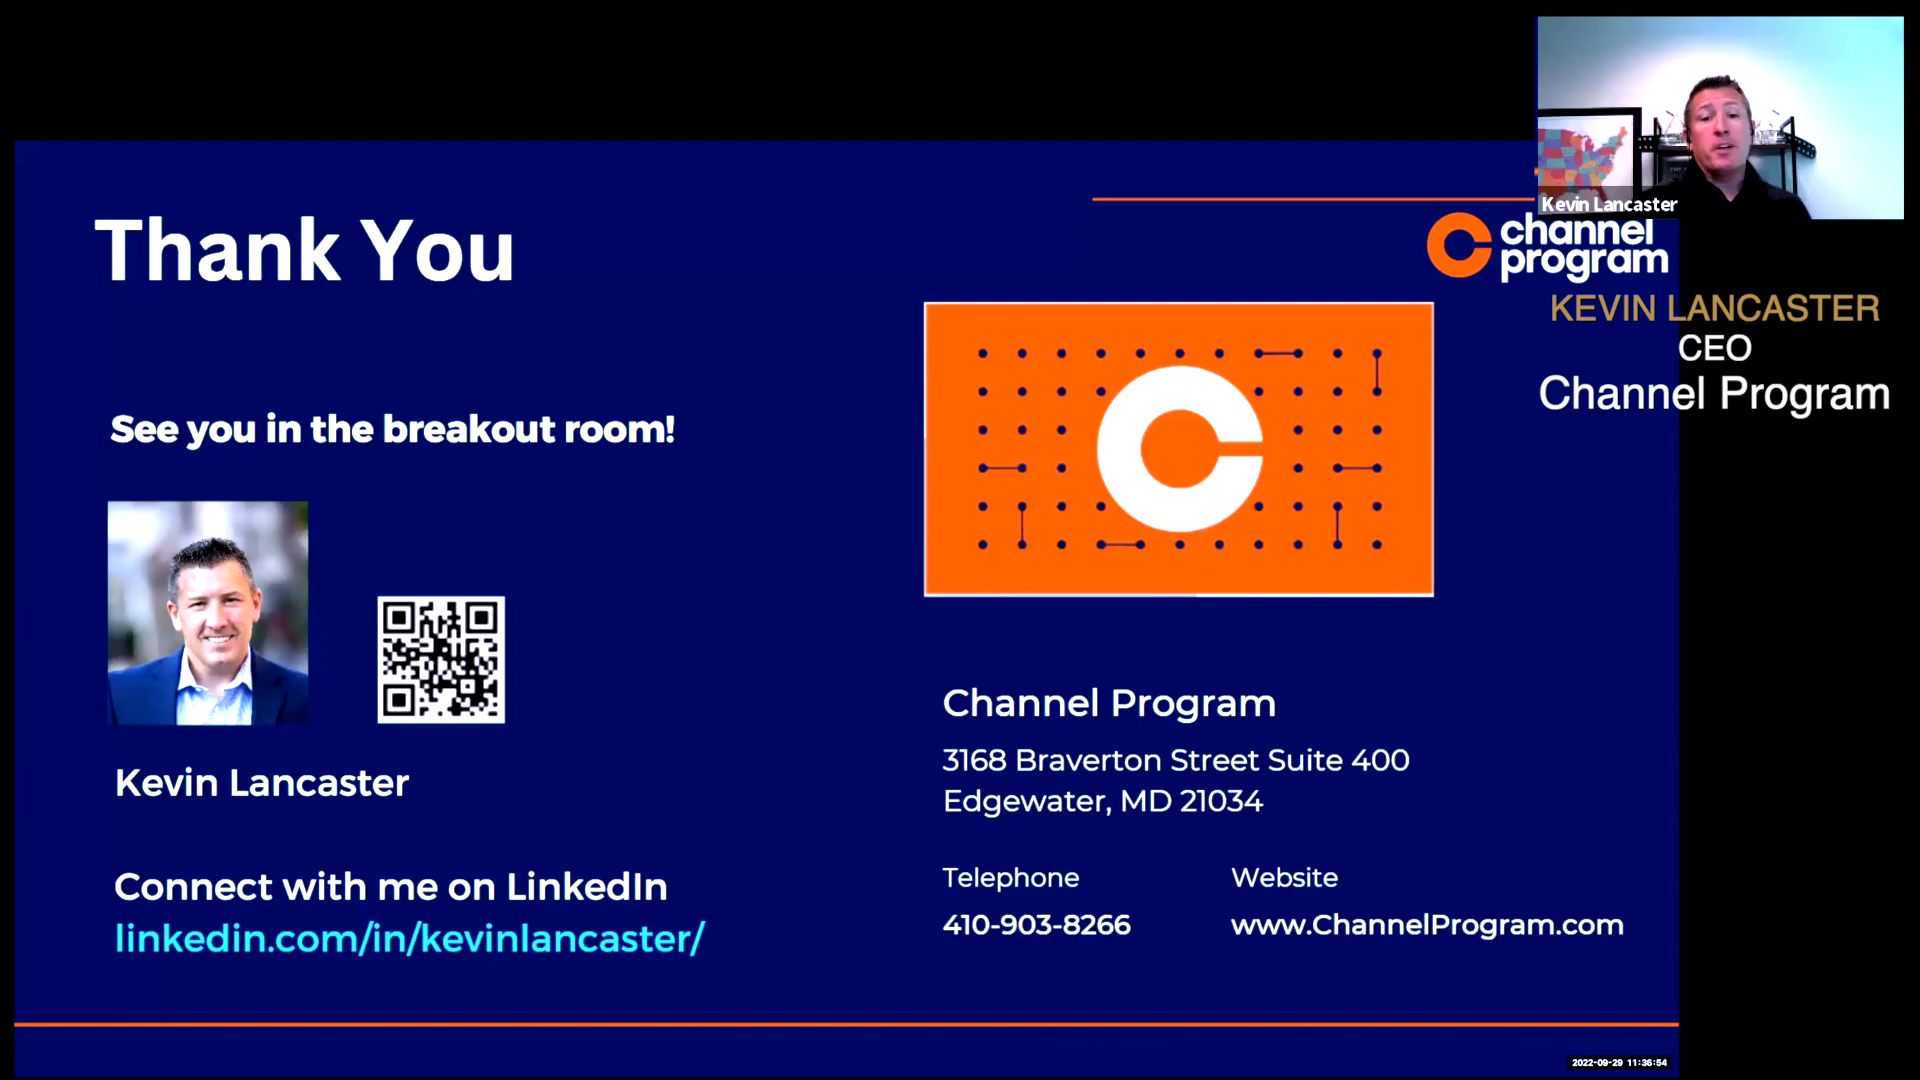 Thank You
See you in the breakout room!
Kevin Lancaster
Connect with me on LinkedIn
linkedin.com/in/kevinlancaster/
Kevin Lancaster
channel
program
KEVIN LANCASTER
CEO
Channel Program
Channel Program
3168 Braverton Street Suite 400
Edgewater, MD 21034
Telephone
410-903-8266
Website
www.ChannelProgram.com
2022-09-29 11:36:54